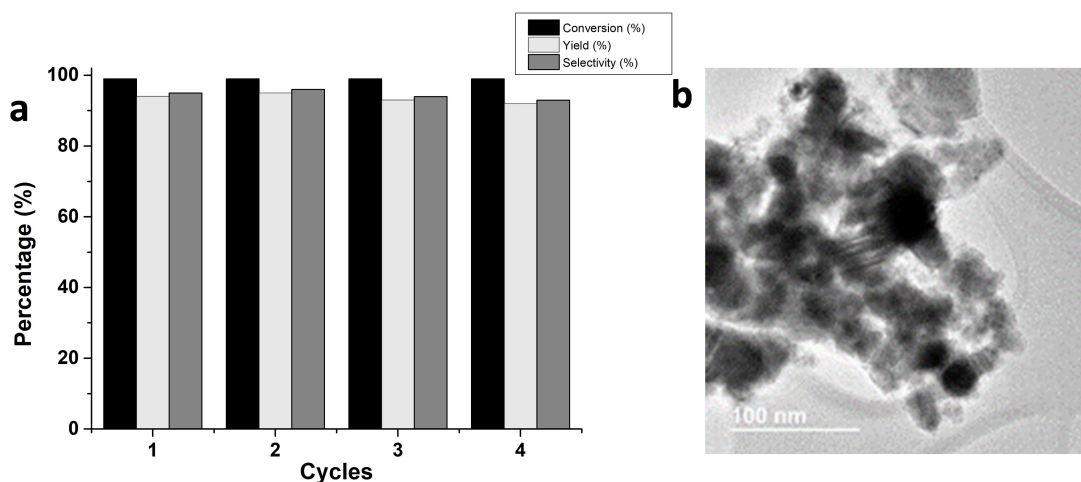 Conversion (%)
Yield (%)
Selectivity (%)
a
b
Percentage (%)
100
80
60
40
20
0
1 2 3 4
Cycles
100 nm